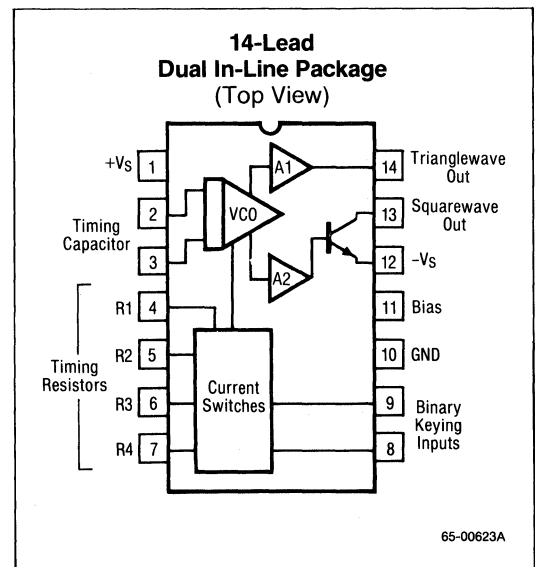 14-Lead
Dual In-Line Package
(Top View)
+VS 1
2
Timing
Capacitor
3
R1 4
R2 5
Timing
Resistors
R3 6
R4 7
VCO
A1
A2
Current
Switches
14 Trianglewave
Out
13 Squarewave
Out
12 –VS
11 Bias
10 GND
9 Binary
Keying
Inputs
8
65-00623A